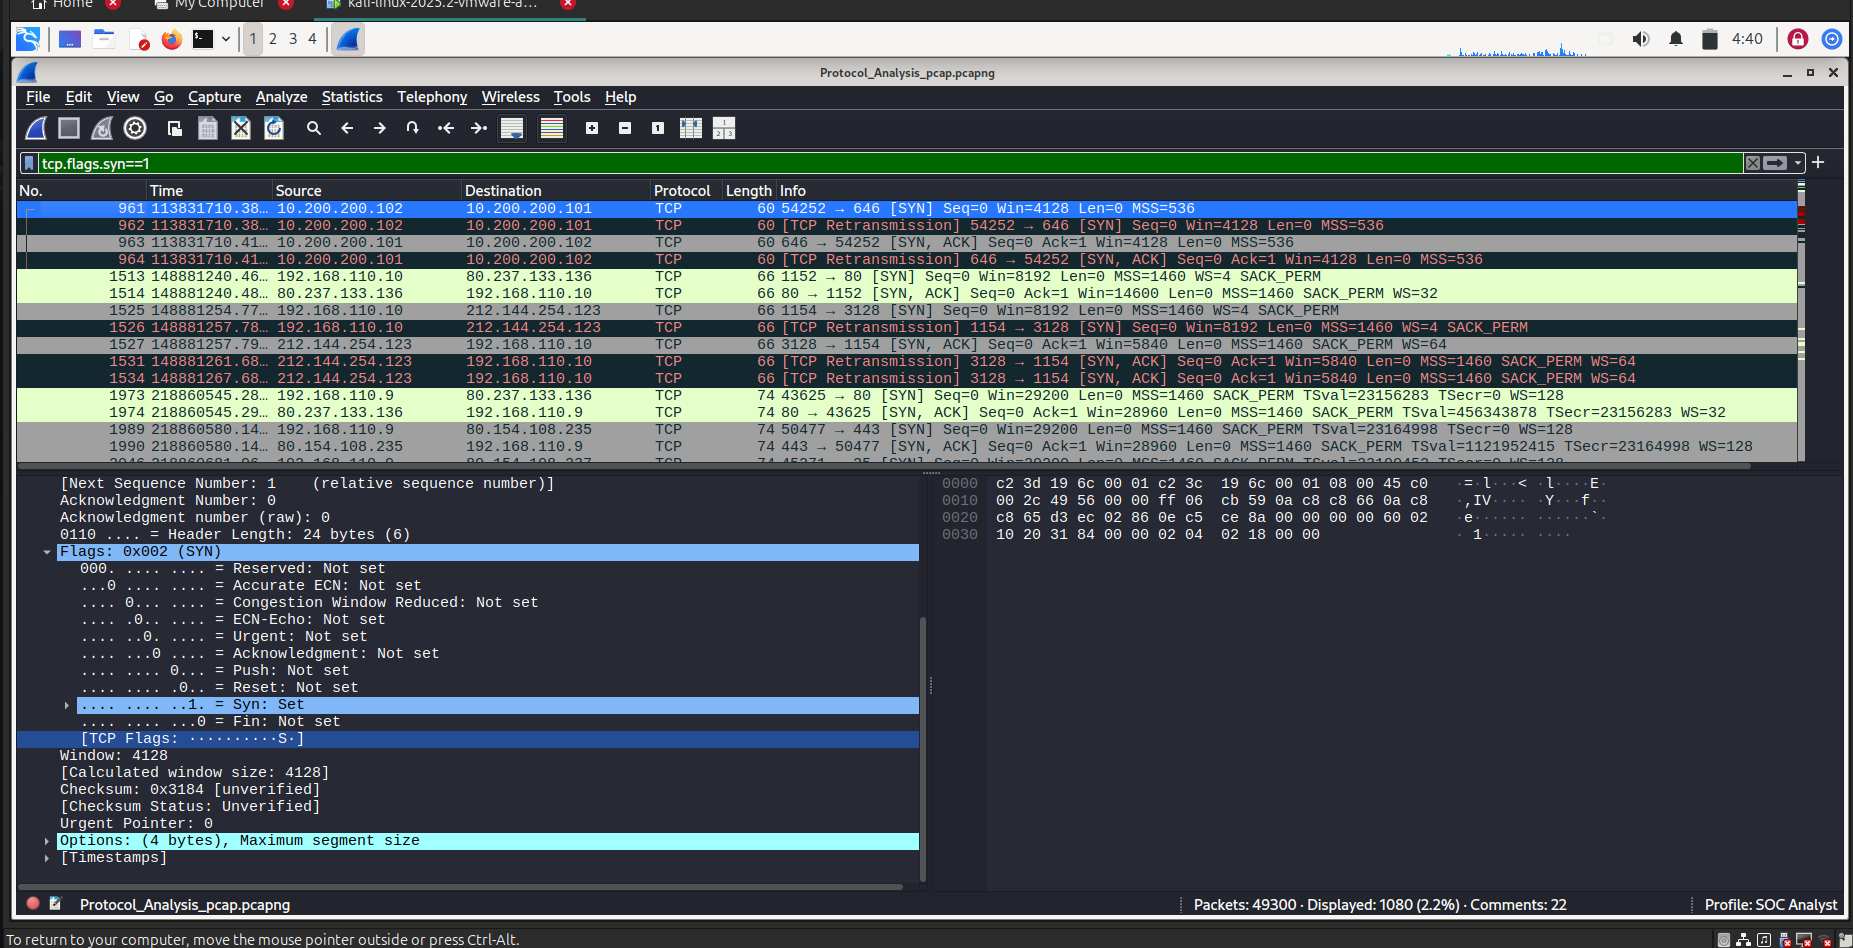 Home
My Computer
kali-linux-2025.2-vmware-a...
1 2 3 4
4:40
Protocol_Analysis_pcap.pcapng
File Edit View Go Capture Analyze Statistics Telephony Wireless Tools Help
tcp.flags.syn==1
No. Time Source Destination Protocol Length Info
961 113831710.38… 10.200.200.102 10.200.200.101 TCP 60 54252 → 646 [SYN] Seq=0 Win=4128 Len=0 MSS=536
962 113831710.38… 10.200.200.102 10.200.200.101 TCP 60 [TCP Retransmission] 54252 → 646 [SYN] Seq=0 Win=4128 Len=0 MSS=536
963 113831710.41… 10.200.200.101 10.200.200.102 TCP 60 646 → 54252 [SYN, ACK] Seq=0 Ack=1 Win=4128 Len=0 MSS=536
964 113831710.41… 10.200.200.101 10.200.200.102 TCP 60 [TCP Retransmission] 646 → 54252 [SYN, ACK] Seq=0 Ack=1 Win=4128 Len=0 MSS=536
1513 148881240.46… 192.168.110.10 80.237.133.136 TCP 66 1152 → 80 [SYN] Seq=0 Win=8192 Len=0 MSS=1460 WS=4 SACK_PERM
1514 148881240.48… 80.237.133.136 192.168.110.10 TCP 66 80 → 1152 [SYN, ACK] Seq=0 Ack=1 Win=14600 Len=0 MSS=1460 SACK_PERM WS=32
1525 148881254.77… 192.168.110.10 212.144.254.123 TCP 66 1154 → 3128 [SYN] Seq=0 Win=8192 Len=0 MSS=1460 WS=4 SACK_PERM
1526 148881257.78… 192.168.110.10 212.144.254.123 TCP 66 [TCP Retransmission] 1154 → 3128 [SYN] Seq=0 Win=8192 Len=0 MSS=1460 WS=4 SACK_PERM
1527 148881257.79… 212.144.254.123 192.168.110.10 TCP 66 3128 → 1154 [SYN, ACK] Seq=0 Ack=1 Win=5840 Len=0 MSS=1460 SACK_PERM WS=64
1531 148881261.68… 212.144.254.123 192.168.110.10 TCP 66 [TCP Retransmission] 3128 → 1154 [SYN, ACK] Seq=0 Ack=1 Win=5840 Len=0 MSS=1460 SACK_PERM WS=64
1534 148881267.68… 212.144.254.123 192.168.110.10 TCP 66 [TCP Retransmission] 3128 → 1154 [SYN, ACK] Seq=0 Ack=1 Win=5840 Len=0 MSS=1460 SACK_PERM WS=64
1973 218860545.28… 192.168.110.9 80.237.133.136 TCP 74 43625 → 80 [SYN] Seq=0 Win=29200 Len=0 MSS=1460 SACK_PERM TSval=23156283 TSecr=0 WS=128
1974 218860545.29… 80.237.133.136 192.168.110.9 TCP 74 80 → 43625 [SYN, ACK] Seq=0 Ack=1 Win=28960 Len=0 MSS=1460 SACK_PERM TSval=456343878 TSecr=23156283 WS=32
1989 218860580.14… 192.168.110.9 80.154.108.235 TCP 74 50477 → 443 [SYN] Seq=0 Win=29200 Len=0 MSS=1460 SACK_PERM TSval=23164998 TSecr=0 WS=128
1990 218860580.14… 80.154.108.235 192.168.110.9 TCP 74 443 → 50477 [SYN, ACK] Seq=0 Ack=1 Win=28960 Len=0 MSS=1460 SACK_PERM TSval=1121952415 TSecr=23164998 WS=128
[Next Sequence Number: 1 (relative sequence number)]
Acknowledgment Number: 0
Acknowledgment number (raw): 0
0110 .... = Header Length: 24 bytes (6)
Flags: 0x002 (SYN)
000. .... .... = Reserved: Not set
...0 .... .... = Accurate ECN: Not set
.... 0... .... = Congestion Window Reduced: Not set
.... .0.. .... = ECN-Echo: Not set
.... ..0. .... = Urgent: Not set
.... ...0 .... = Acknowledgment: Not set
.... .... 0... = Push: Not set
.... .... .0.. = Reset: Not set
.... .... ..1. = Syn: Set
.... .... ...0 = Fin: Not set
[TCP Flags: ··········S·]
Window: 4128
[Calculated window size: 4128]
Checksum: 0x3184 [unverified]
[Checksum Status: Unverified]
Urgent Pointer: 0
Options: (4 bytes), Maximum segment size
[Timestamps]
0000 c2 3d 19 6c 00 01 c2 3c 19 6c 00 01 08 00 45 c0 ·=·l···< ·l····E·
0010 00 2c 49 56 00 00 ff 06 cb 59 0a c8 c8 66 0a c8 ·,IV···· ·Y···f··
0020 c8 65 d3 ec 02 86 0e c5 ce 8a 00 00 00 00 60 02 ·e······ ······`·
0030 10 20 31 84 00 00 02 04 02 18 00 00 · 1····· ····
Protocol_Analysis_pcap.pcapng
Packets: 49300 · Displayed: 1080 (2.2%) · Comments: 22
Profile: SOC Analyst
To return to your computer, move the mouse pointer outside or press Ctrl-Alt.